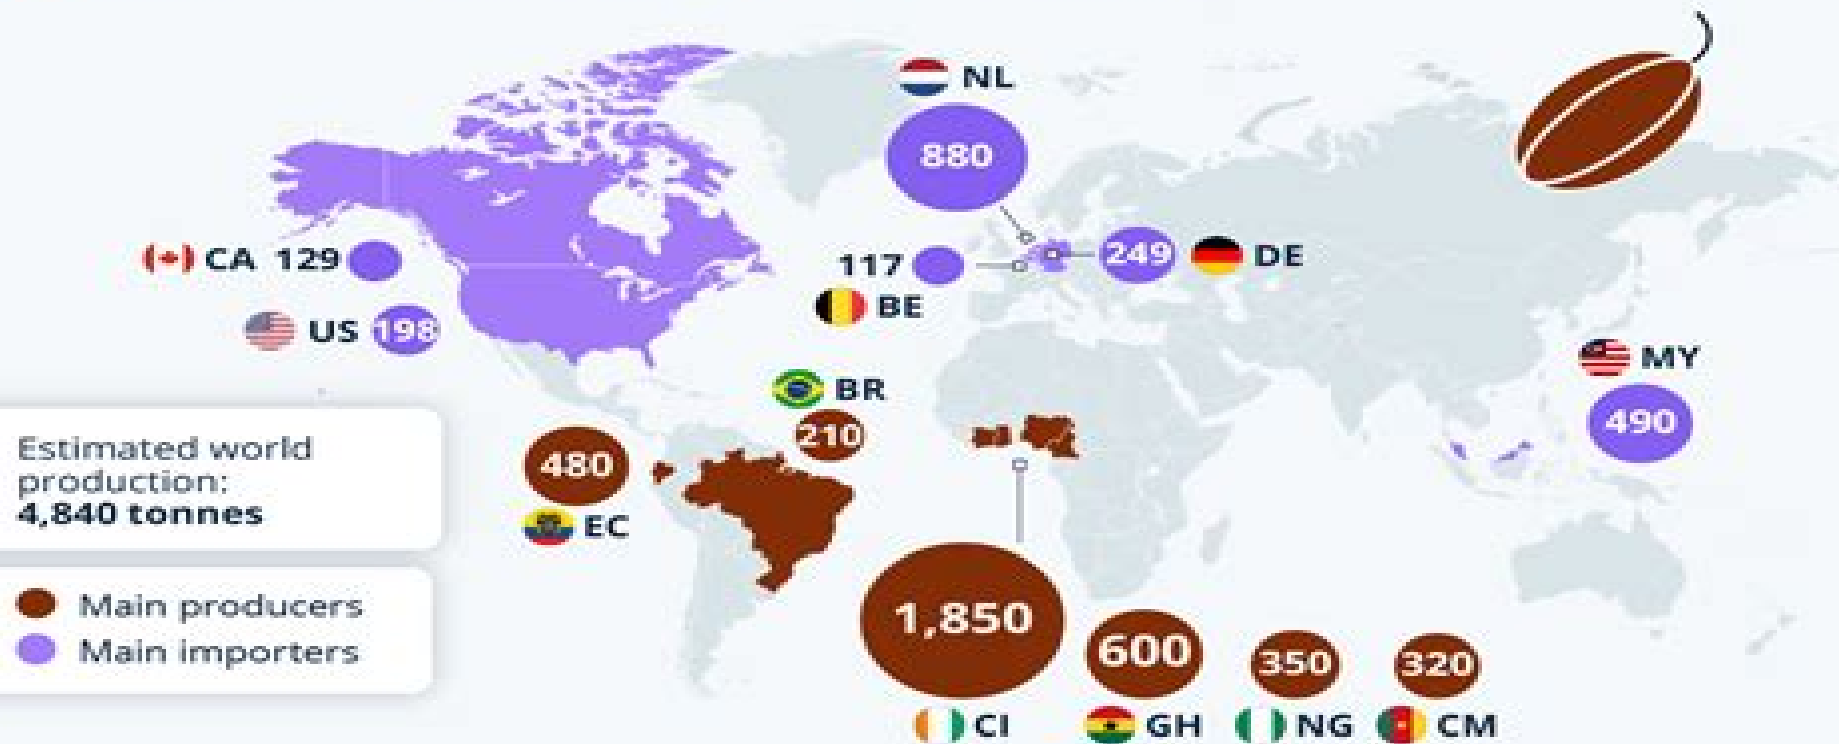 NL
880
CA 129
117
BE
249
DE
US 198
MY
490
BR
210
480
EC
Estimated world
production:
4,840 tonnes
Main producers
Main importers
1,850
CI
600
GH
350
NG
320
CM